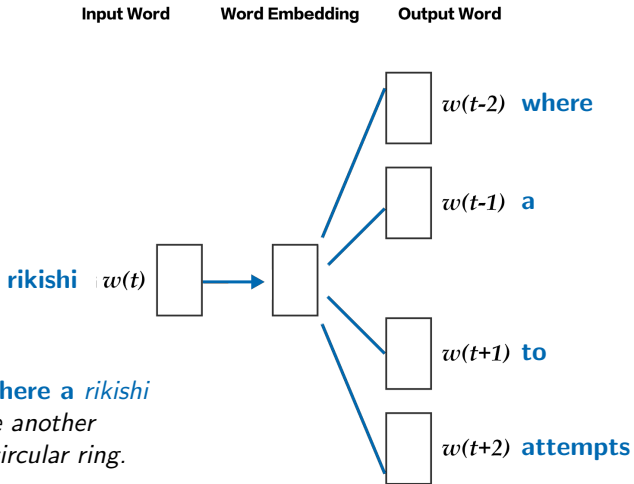 Input Word Word Embedding Output Word
w(t-2) where
w(t-1) a
rikishi w(t)
w(t+1) to
here a rikishi
another
ircular ring.
w(t+2) attempts